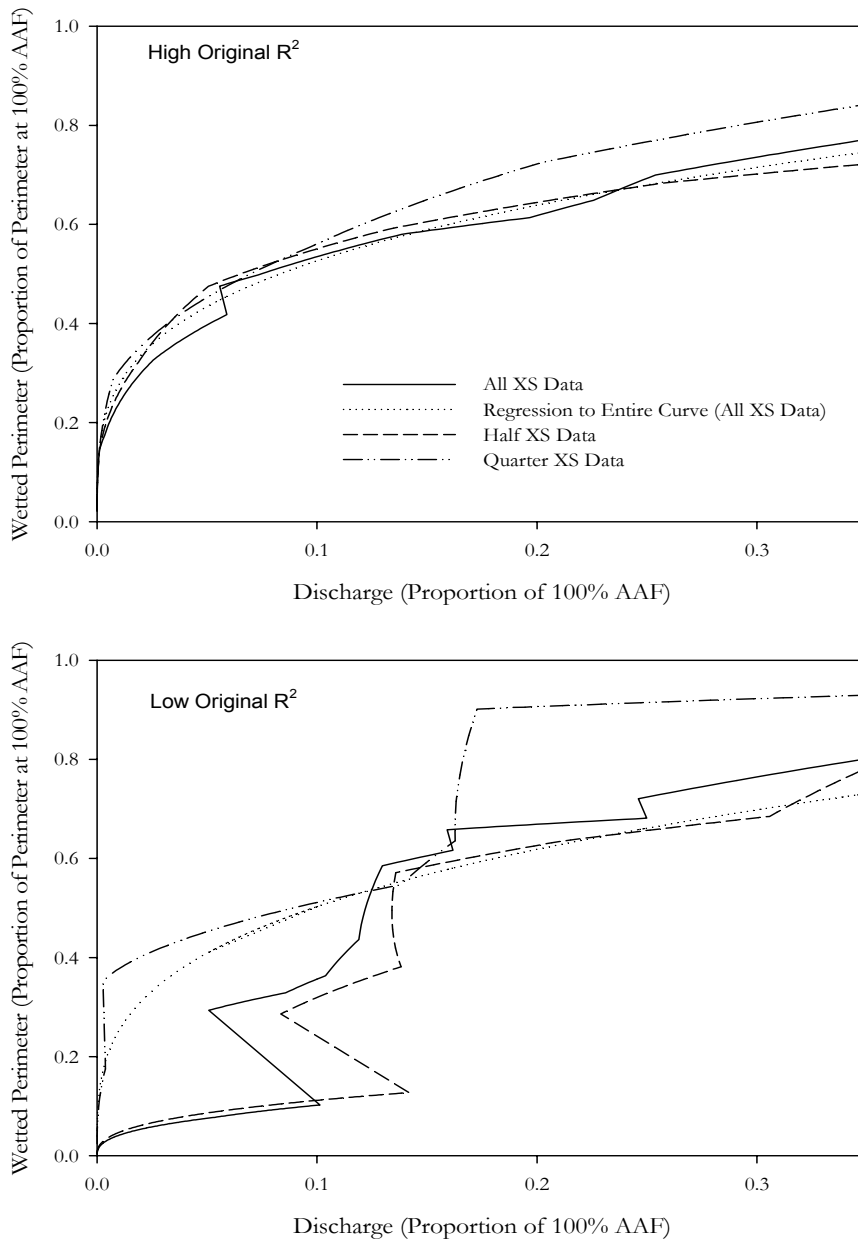 High Original R²
Wetted Perimeter (Proportion of Perimeter at 100% AAF)
1.0
0.8
0.6
0.4
0.2
0.0
All XS Data
Regression to Entire Curve (All XS Data)
Half XS Data
Quarter XS Data
0.0
0.1
0.2
0.3
Discharge (Proportion of 100% AAF)
Low Original R²
Wetted Perimeter (Proportion of Perimeter at 100% AAF)
1.0
0.8
0.6
0.4
0.2
0.0
0.0
0.1
0.2
0.3
Discharge (Proportion of 100% AAF)